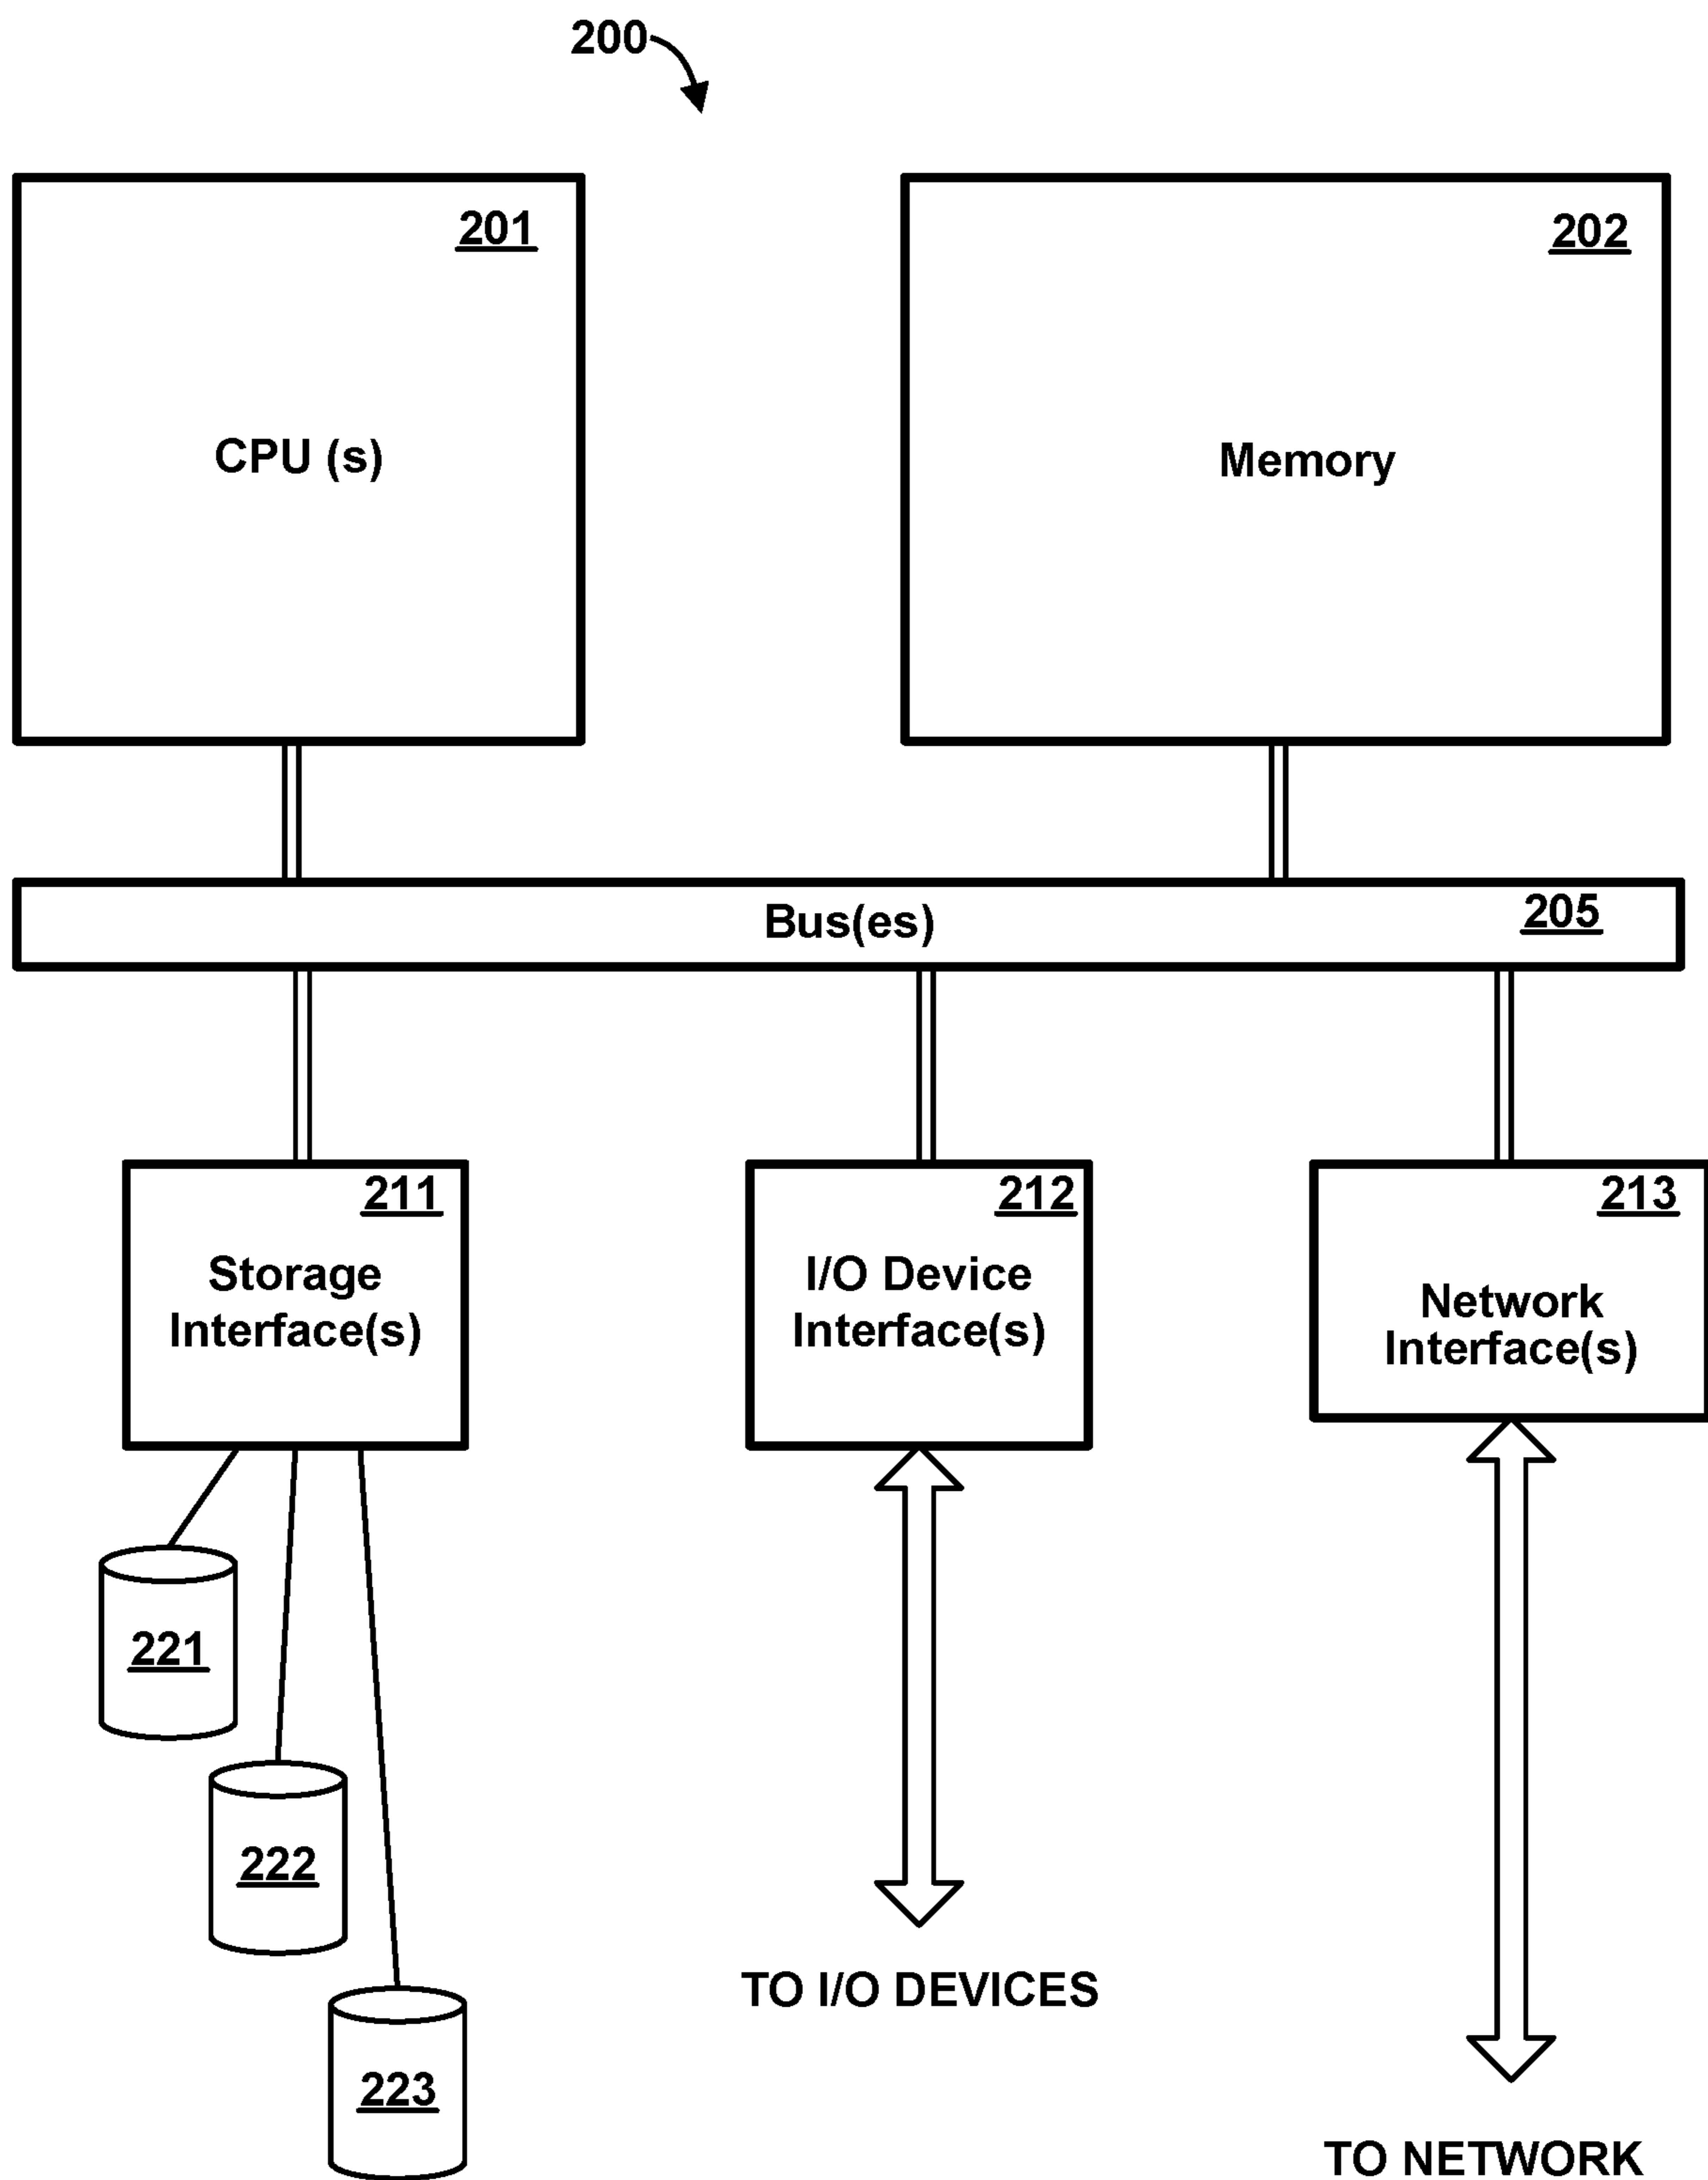 200
201
CPU (s)
202
Memory
Bus(es)
205
211
Storage
Interface(s)
212
I/O Device
Interface(s)
213
Network
Interface(s)
221
222
223
TO I/O DEVICES
TO NETWORK